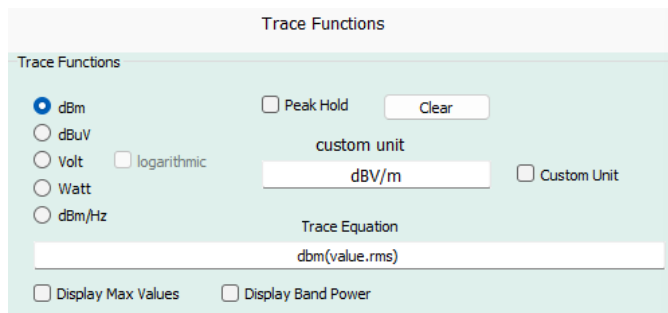 Trace Functions
Trace Functions
dBm
Peak Hold
Clear
dBuV
custom unit
Volt
logarithmic
dBV/m
Custom Unit
Watt
dBm/Hz
Trace Equation
dbm(value.rms)
Display Max Values
Display Band Power